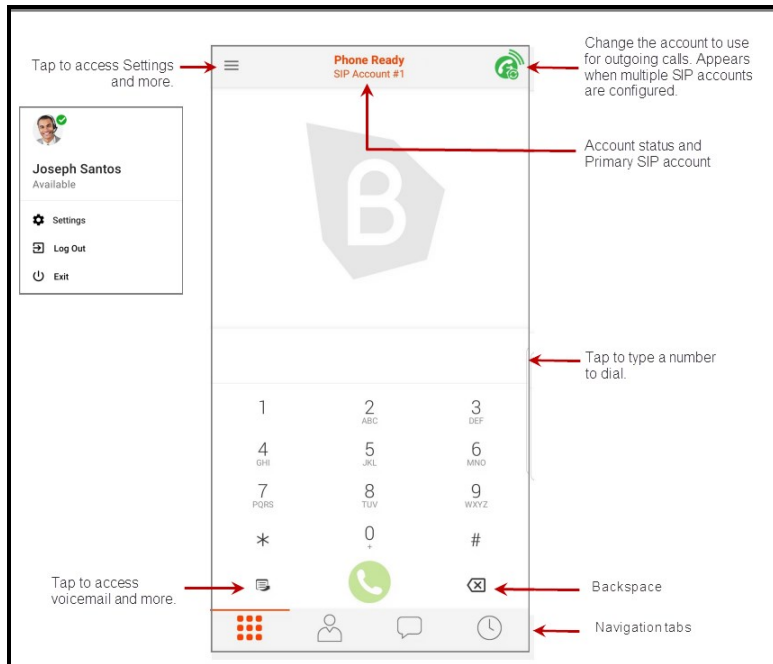 Tap to access Settings
and more.
Joseph Santos
Available
Settings
Log Out
Exit
Phone Ready
SIP Account #1
Change the account to use
for outgoing calls. Appears
when multiple SIP accounts
are configured.
Account status and
Primary SIP account
B
Tap to type a number
to dial.
1 2 3
ABC DEF
4 5 6
GHI JKL MNO
7 8 9
PQRS TUV WXYZ
* 0 #
+
Tap to access
voicemail and more.
Backspace
Navigation tabs